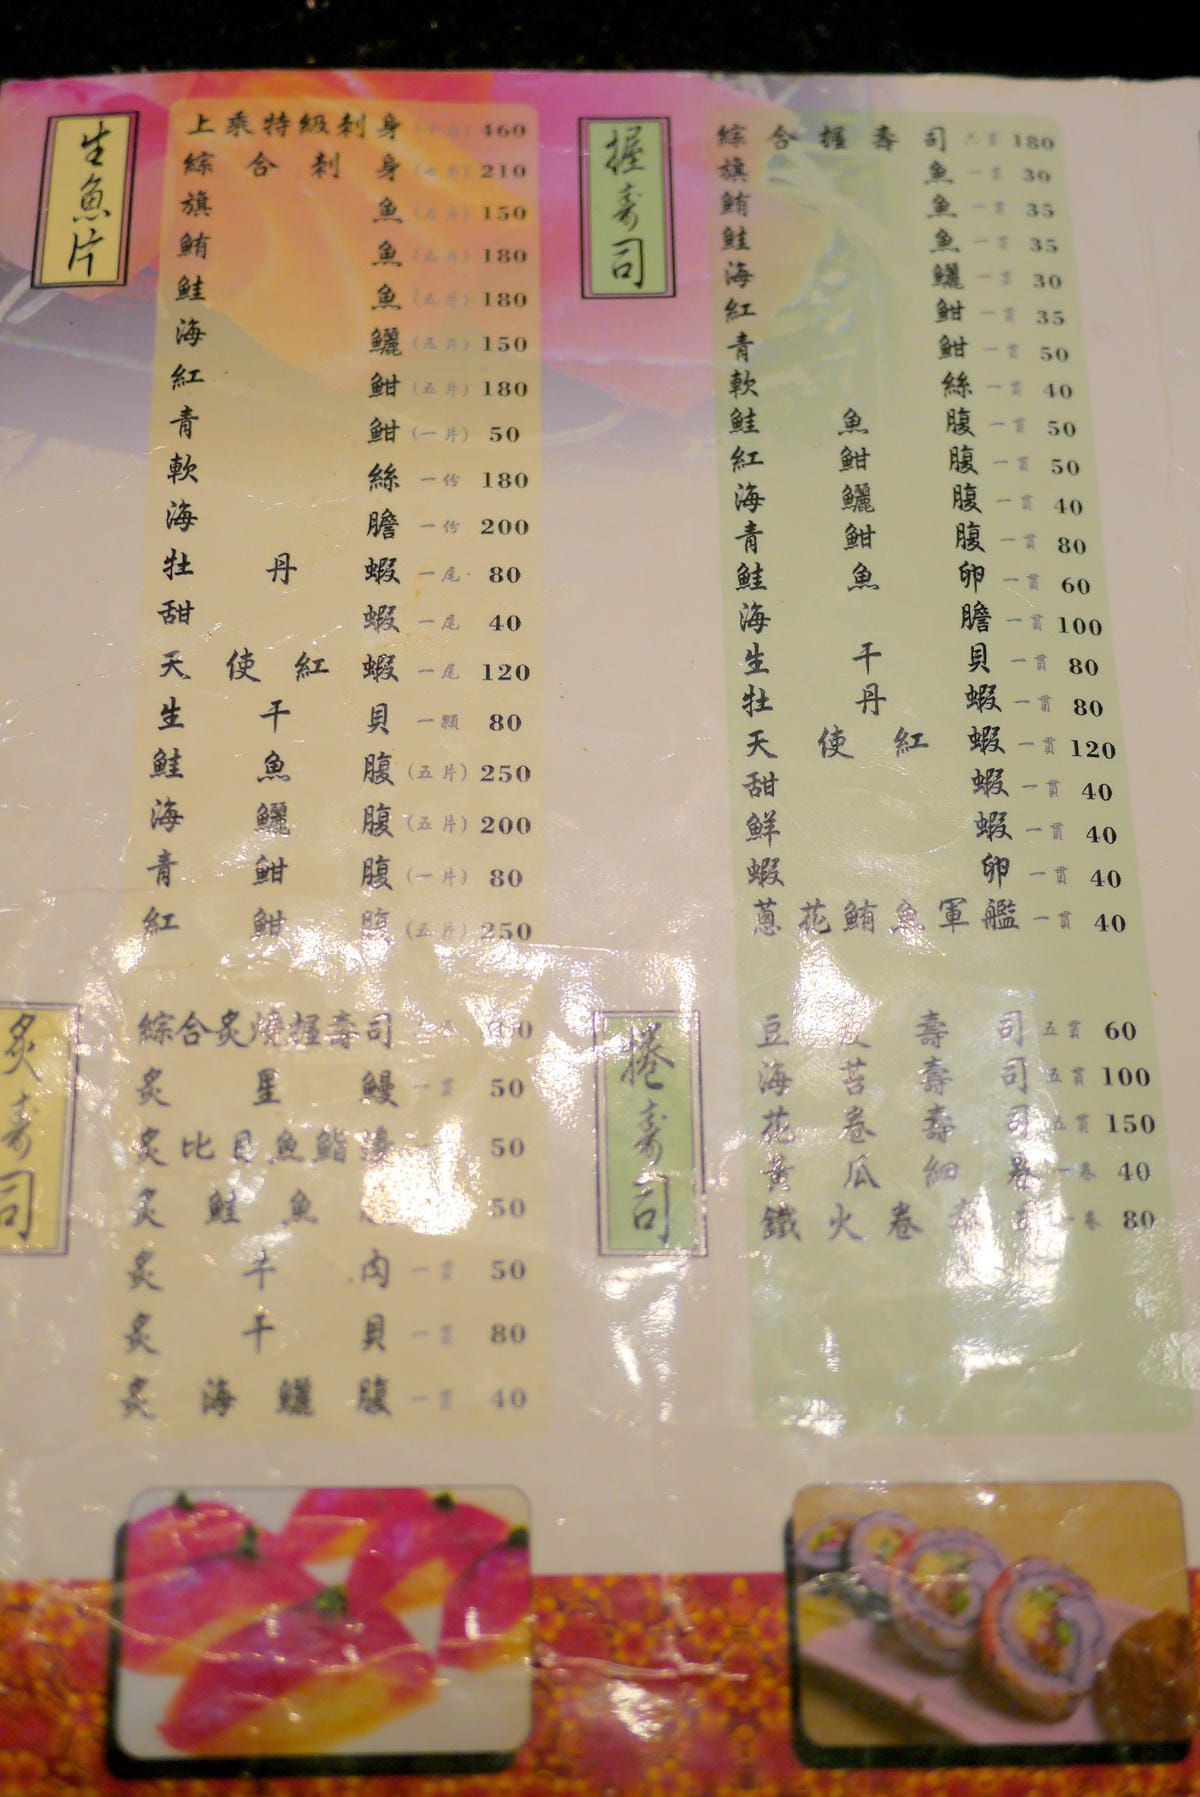 生魚片
上乘特級刺身 460
綜合刺身 (七片) 210
旗魚 (五片) 150
鮪魚 (五片) 180
鮭魚 (五片) 180
海鱺 (五片) 150
紅魽 (五片) 180
青魽 (一片) 50
軟絲 一份 180
海膽 一份 200
牡丹蝦 一尾 80
甜蝦 一尾 40
天使紅蝦 一尾 120
生干貝 一顆 80
鮭魚腹 (五片) 250
海鱺腹 (五片) 200
青魽腹 (一片) 80
紅魽腹 (五片) 250
炙壽司
綜合炙燒握壽司
炙星鰻 一貫 50
炙比目魚鮨邊 50
炙鮭魚 50
炙牛肉 一貫 50
炙干貝 一貫 80
炙海鱺腹 一貫 40
握壽司
綜合握壽司 六貫 180
旗魚 一貫 30
鮪魚 一貫 35
鮭魚 一貫 35
海鱺 一貫 30
紅魽 一貫 35
青魽 一貫 50
軟絲 一貫 40
鮭魚腹 一貫 50
紅魽腹 一貫 50
海鱺腹 一貫 40
青魽腹 一貫 80
鮭魚卵 一貫 60
海膽 一貫 100
生干貝 一貫 80
牡丹蝦 一貫 80
天使紅蝦 一貫 120
甜蝦 一貫 40
鮮蝦 一貫 40
蝦卵 一貫 40
蔥花鮪魚軍艦 一貫 40
捲壽司
豆皮壽司 五貫 60
海苔壽司 五貫 100
花卷壽司 五貫 150
黃瓜細卷 一卷 40
鐵火卷壽司 一卷 80